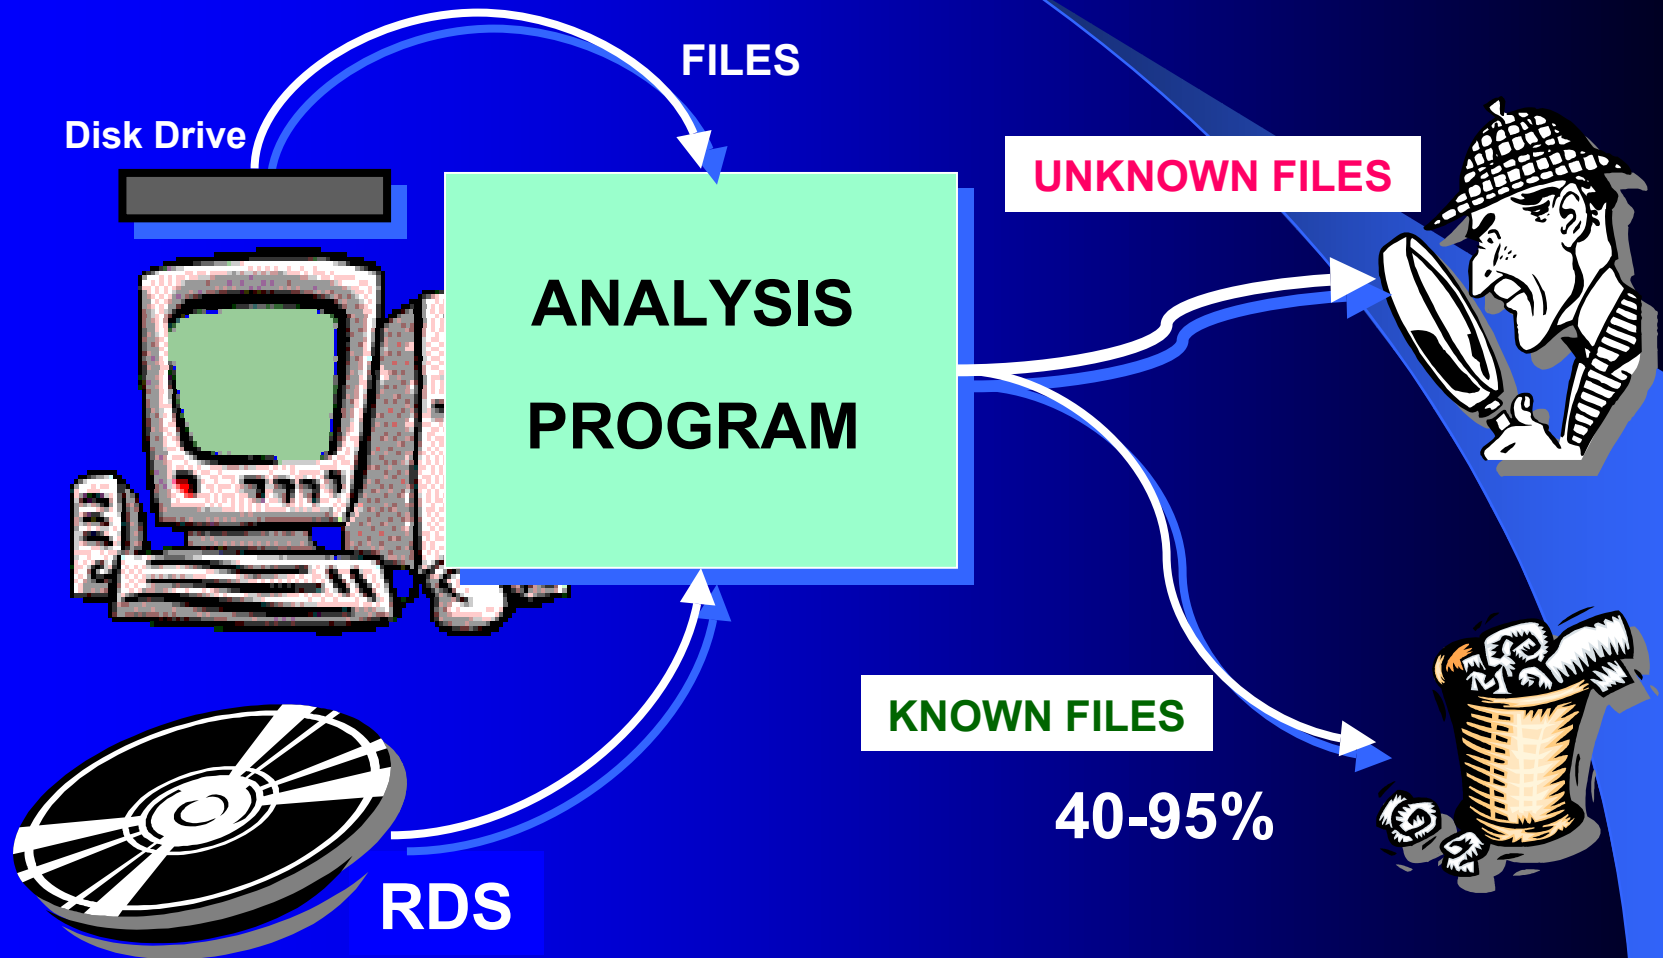 FILES
Disk Drive
UNKNOWN FILES
ANALYSIS
PROGRAM
KNOWN FILES
40-95%
RDS